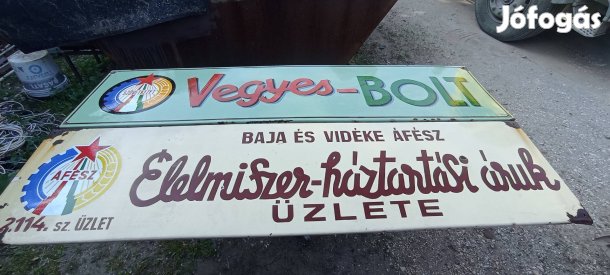 Jófogás
Vegyes-BOLT
BAJA ÉS VIDÉKE ÁFÉSZ
ÁFÉSZ
Élelmiszer-háztartási áruk
ÜZLETE
2114. SZ. ÜZLET